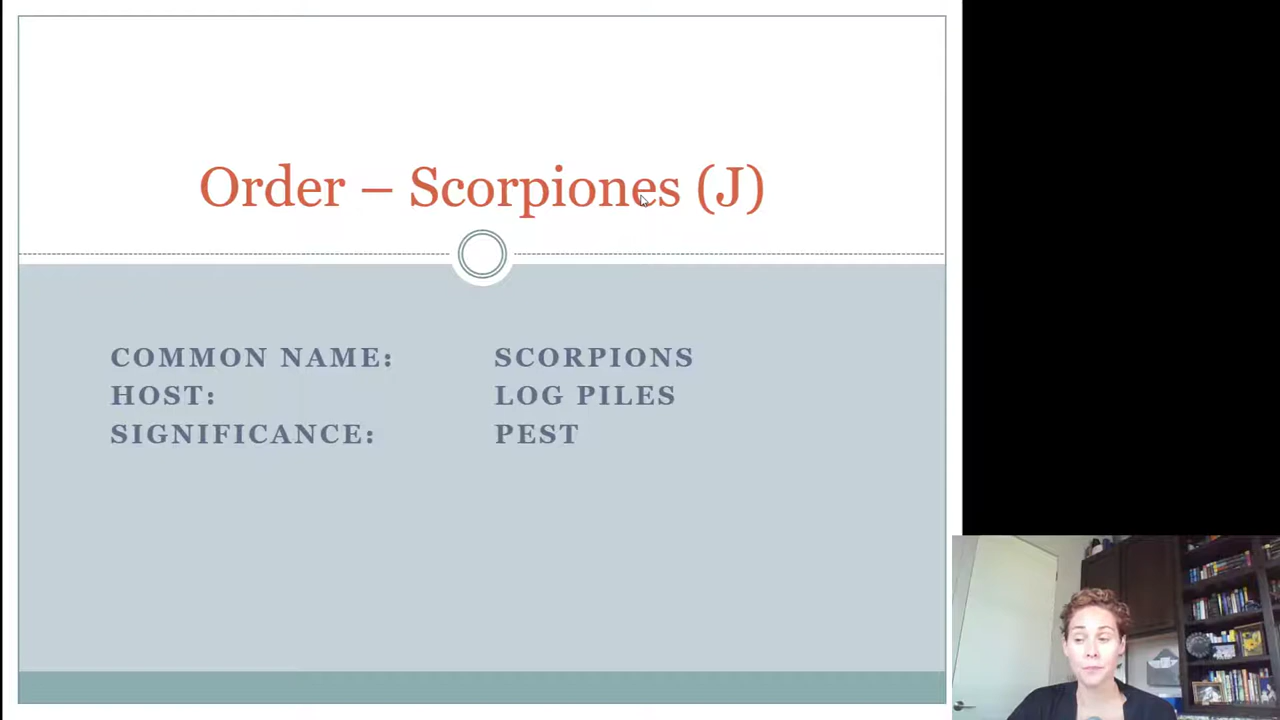 Order – Scorpiones (J)
COMMON NAME: SCORPIONS
HOST: LOG PILES
SIGNIFICANCE: PEST